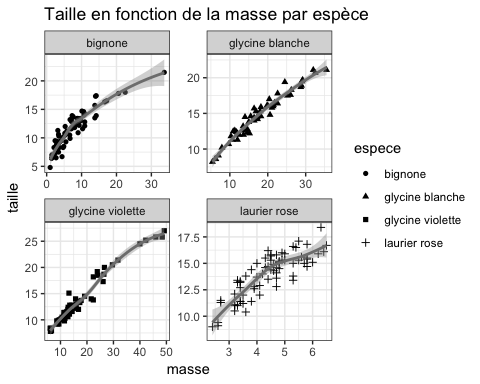 Taille en fonction de la masse par espèce
bignone
glycine blanche
20
15
10
5
0 10 20 30
20
15
10
10 20 30
glycine violette
laurier rose
25
20
15
10
10 20 30 40 50
17.5
15.0
12.5
10.0
3 4 5 6
taille
masse
espece
bignone
glycine blanche
glycine violette
laurier rose